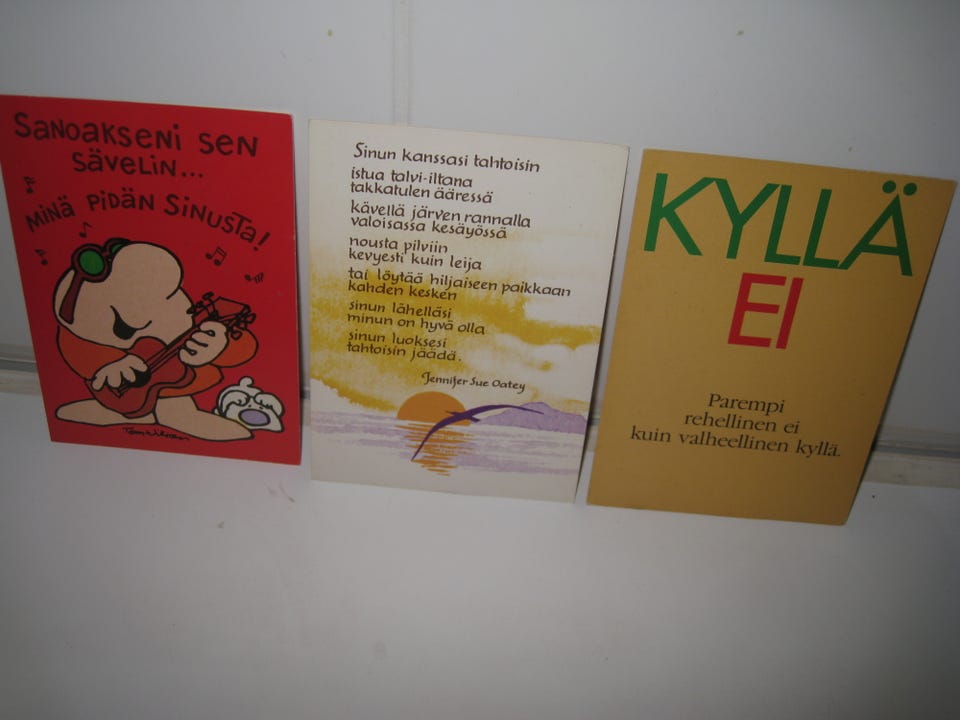 SANOAKSENI SEN
SÄVELIN...
MINÄ PIDÄN SINUSTA!
Sinun kanssasi tahtoisin
istua talvi-iltana
takkatulen ääressä
kävellä järven rannalla
valoisassa kesäyössä
nousta pilviin
kevyesti kuin leija
tai löytää hiljaiseen paikkaan
kahden kesken
sinun lähelläsi
minun on hyvä olla
sinun luoksesi
tahtoisin jäädä.
Jennifer Sue Oatey
KYLLÄ
EI
Parempi
rehellinen ei
kuin valheellinen kyllä.